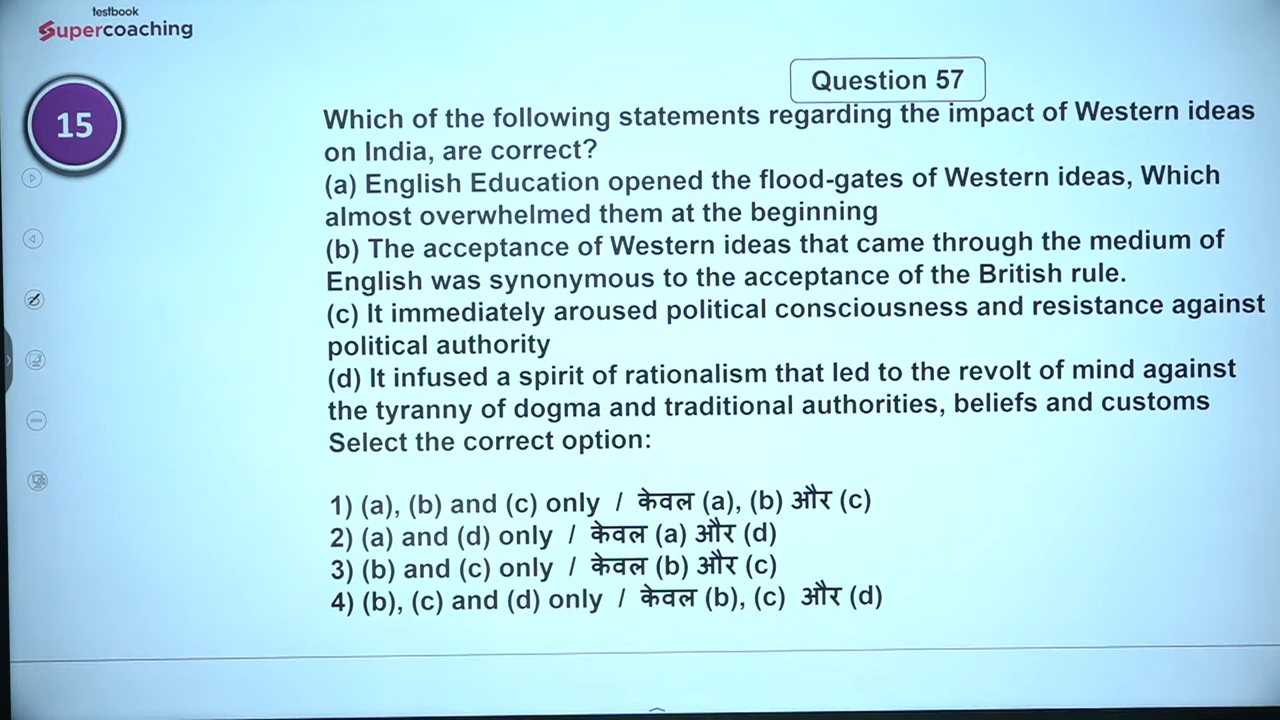 testbook
Supercoaching
15
Question 57
Which of the following statements regarding the impact of Western ideas
on India, are correct?
(a) English Education opened the flood-gates of Western ideas, Which
almost overwhelmed them at the beginning
(b) The acceptance of Western ideas that came through the medium of
English was synonymous to the acceptance of the British rule.
(c) It immediately aroused political consciousness and resistance against
political authority
(d) It infused a spirit of rationalism that led to the revolt of mind against
the tyranny of dogma and traditional authorities, beliefs and customs
Select the correct option:
1) (a), (b) and (c) only / केवल (a), (b) और (c)
2) (a) and (d) only / केवल (a) और (d)
3) (b) and (c) only / केवल (b) और (c)
4) (b), (c) and (d) only / केवल (b), (c) और (d)